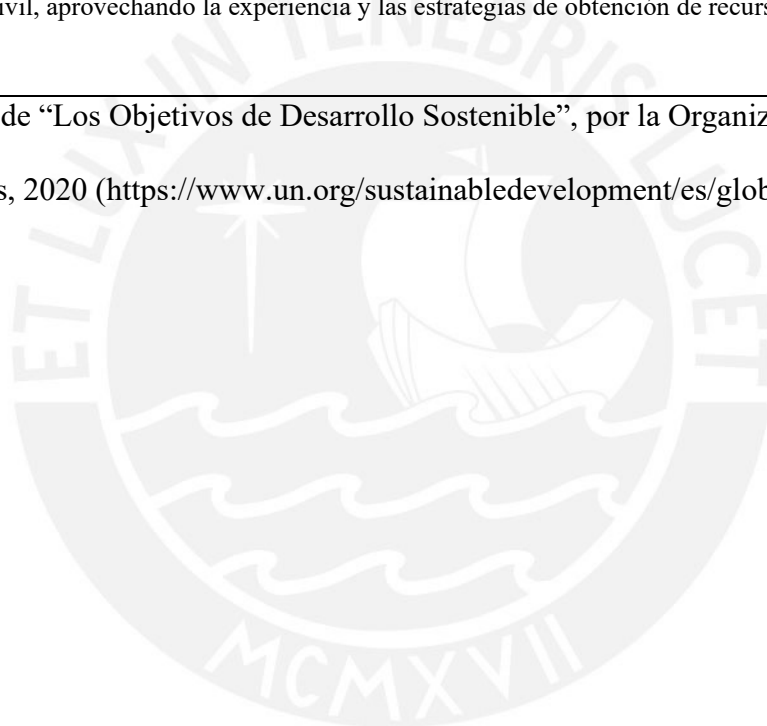 ivil, aprovechando la experiencia y las estrategias de obtención de recurs
de “Los Objetivos de Desarrollo Sostenible”, por la Organiz
s, 2020 (https://www.un.org/sustainabledevelopment/es/glob
ET LUX IN TENEBRIS LUCET
MCMXVII